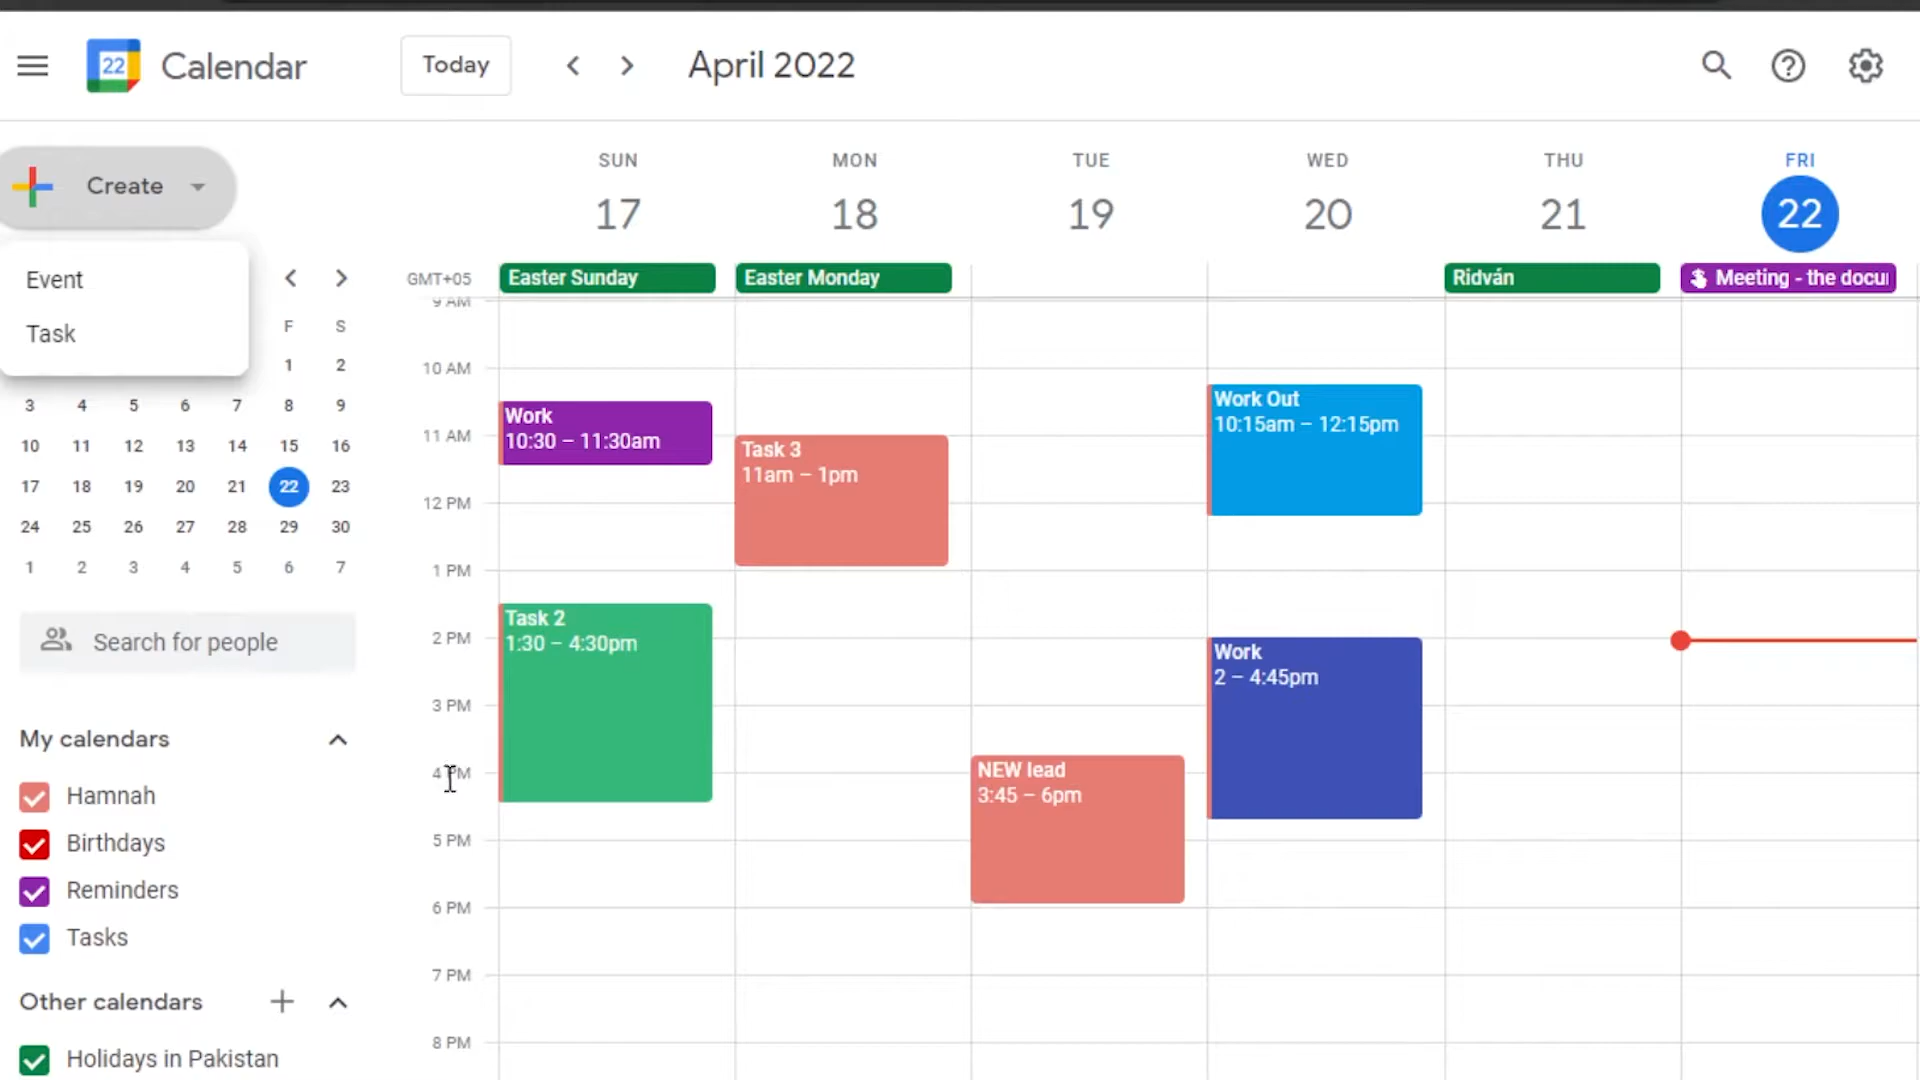 22 Calendar
Today
April 2022
Create
Event
Task
F S
1 2
3 4 5 6 7 8 9
10 11 12 13 14 15 16
17 18 19 20 21 22 23
24 25 26 27 28 29 30
1 2 3 4 5 6 7
Search for people
My calendars
Hamnah
Birthdays
Reminders
Tasks
Other calendars
Holidays in Pakistan
SUN MON TUE WED THU FRI
17 18 19 20 21 22
GMT+05
Easter Sunday
Easter Monday
Ridván
Meeting - the docu
9 AM
10 AM
11 AM
12 PM
1 PM
2 PM
3 PM
4 PM
5 PM
6 PM
7 PM
8 PM
Work
10:30 – 11:30am
Task 2
1:30 – 4:30pm
Task 3
11am – 1pm
NEW lead
3:45 – 6pm
Work Out
10:15am – 12:15pm
Work
2 – 4:45pm